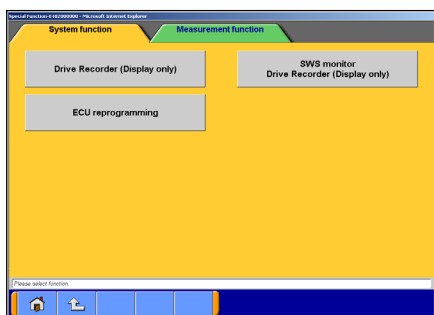 Special Function-E482980000 - Microsoft Internet Explorer
System function
Measurement function
Drive Recorder (Display only)
SWS monitor
Drive Recorder (Display only)
ECU reprogramming
Please select function